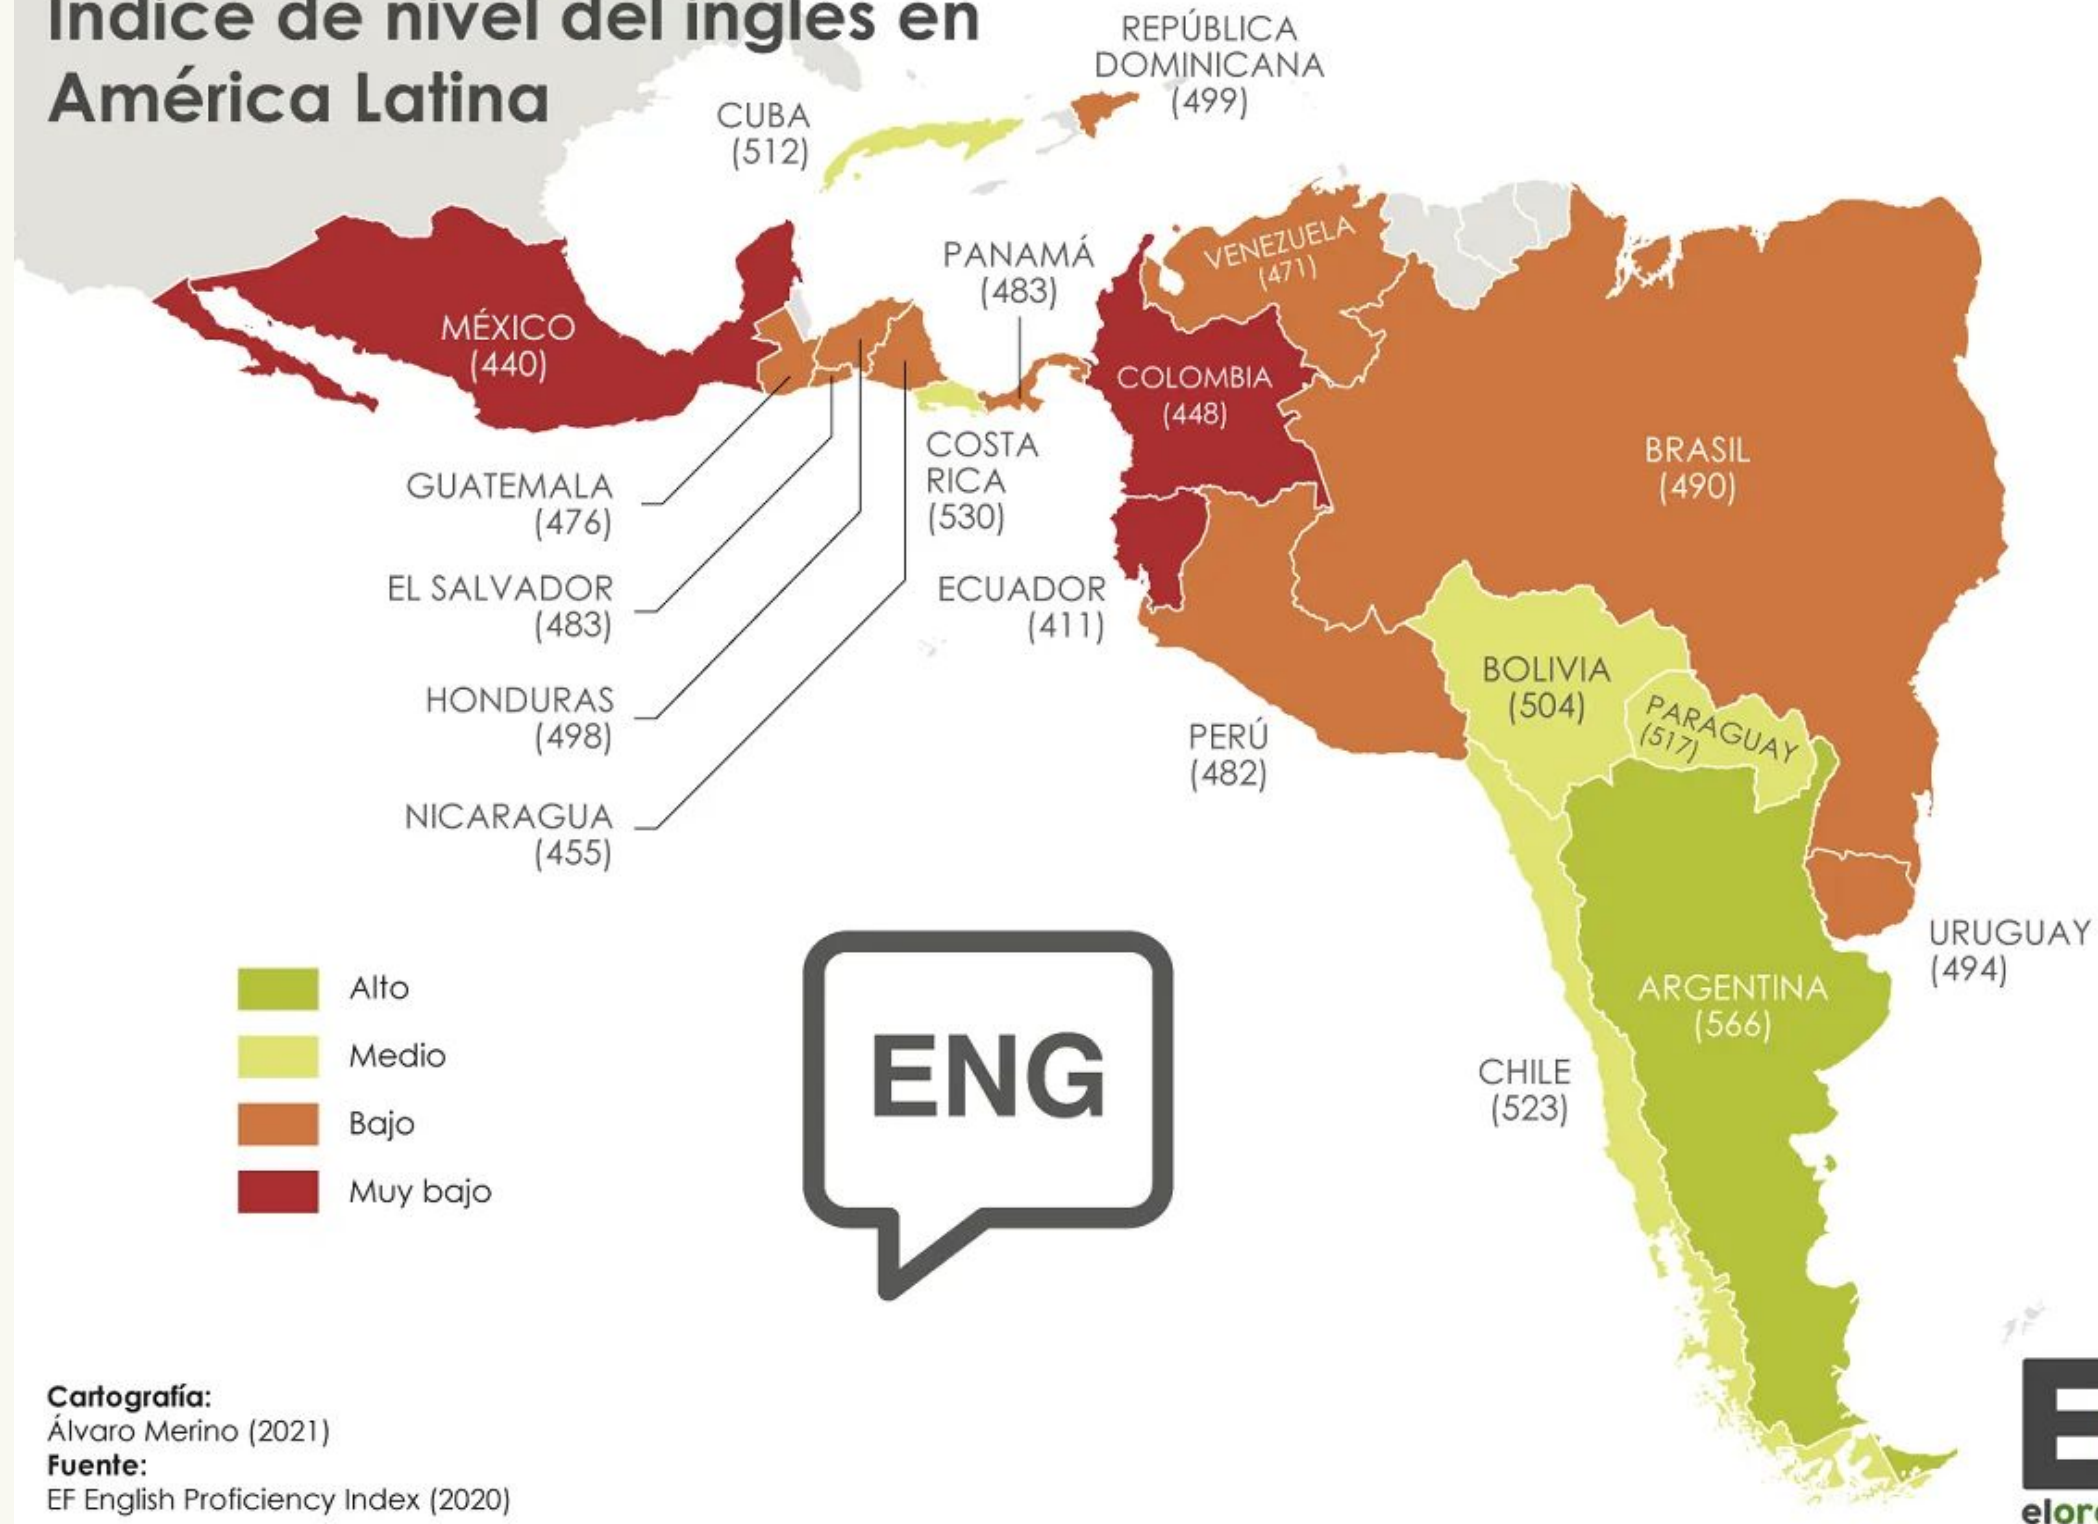 Índice de nivel del inglés en
América Latina
REPÚBLICA
DOMINICANA
(499)
CUBA
(512)
PANAMÁ
(483)
VENEZUELA
(471)
MÉXICO
(440)
COLOMBIA
(448)
BRASIL
(490)
COSTA
RICA
(530)
GUATEMALA
(476)
EL SALVADOR
(483)
ECUADOR
(411)
HONDURAS
(498)
BOLIVIA
(504)
PARAGUAY
(517)
PERÚ
(482)
NICARAGUA
(455)
URUGUAY
(494)
ARGENTINA
(566)
CHILE
(523)
Alto
Medio
Bajo
Muy bajo
ENG
Cartografía:
Álvaro Merino (2021)
Fuente:
EF English Proficiency Index (2020)
E